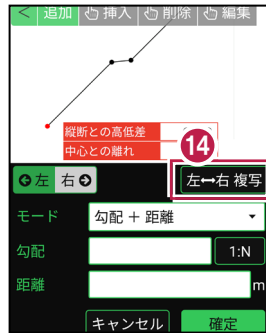 < 追加 挿入 削除 編集
縦断との高低差
中心との離れ
14
左 右 左↔右 複写
モード 勾配 + 距離
勾配 1:N
距離 m
キャンセル 確定